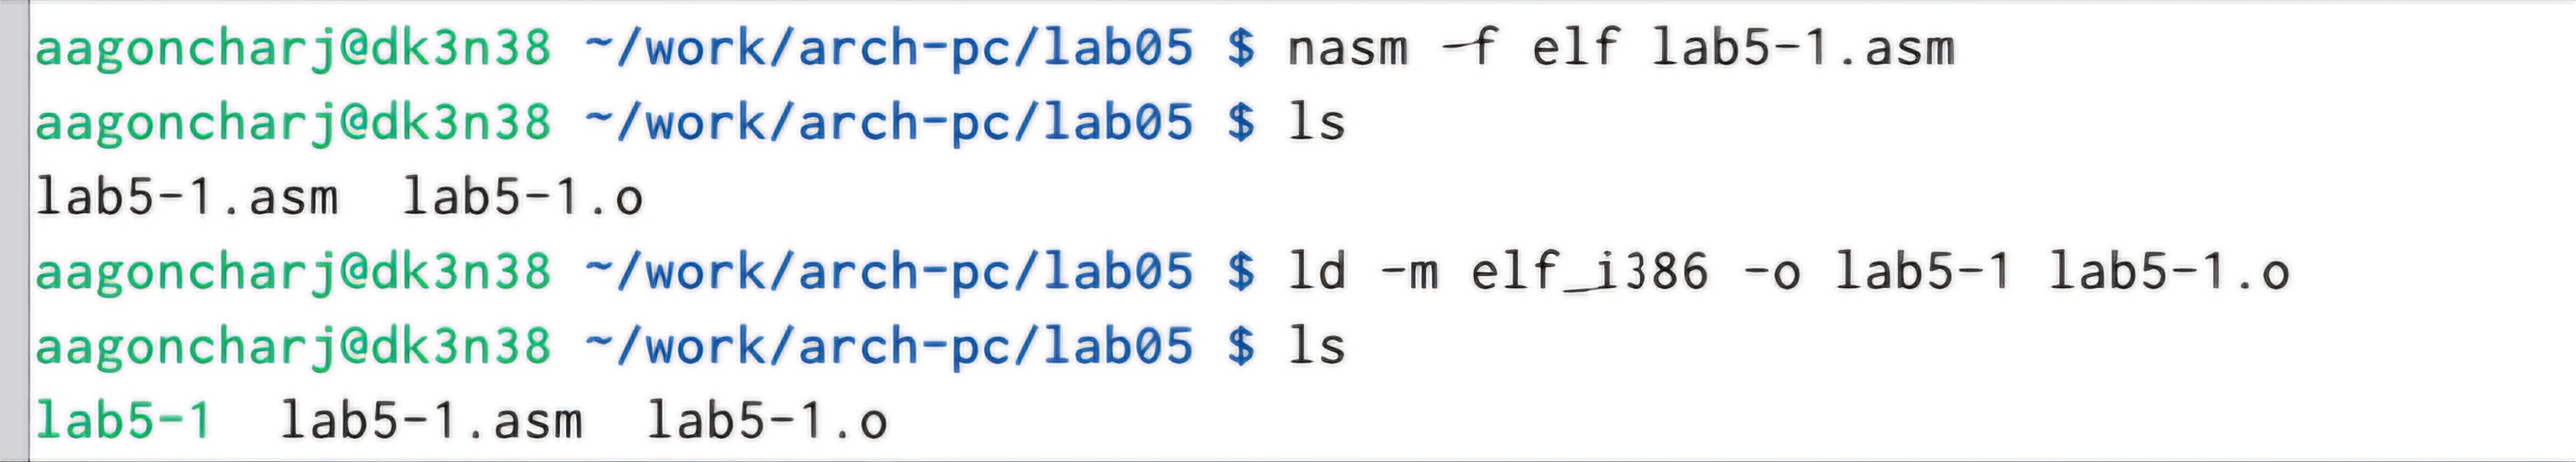 aagoncharj@dk3n38 ~/work/arch-pc/lab05 $ nasm -f elf lab5-1.asm
aagoncharj@dk3n38 ~/work/arch-pc/lab05 $ ls
lab5-1.asm  lab5-1.o
aagoncharj@dk3n38 ~/work/arch-pc/lab05 $ ld -m elf_i386 -o lab5-1 lab5-1.o
aagoncharj@dk3n38 ~/work/arch-pc/lab05 $ ls
lab5-1  lab5-1.asm  lab5-1.o